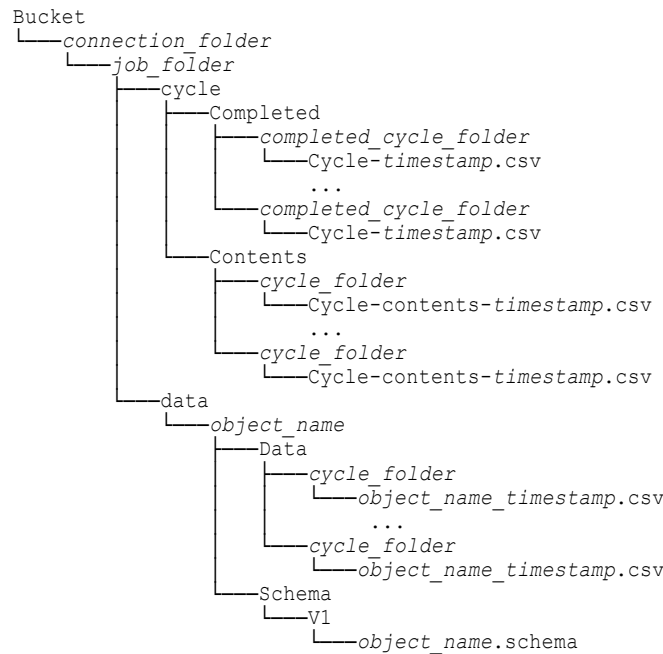 Bucket
└───connection_folder
    └───job_folder
        ├───cycle
        │   ├───Completed
        │   │   ├───completed_cycle_folder
        │   │   │   └───Cycle-timestamp.csv
        │   │   │       ...
        │   │   └───completed_cycle_folder
        │   │       └───Cycle-timestamp.csv
        │   └───Contents
        │       ├───cycle_folder
        │       │   └───Cycle-contents-timestamp.csv
        │       │       ...
        │       └───cycle_folder
        │           └───Cycle-contents-timestamp.csv
        └───data
            └───object_name
                ├───Data
                │   ├───cycle_folder
                │   │   └───object_name_timestamp.csv
                │   │       ...
                │   └───cycle_folder
                │       └───object_name_timestamp.csv
                └───Schema
                    └───V1
                        └───object_name.schema